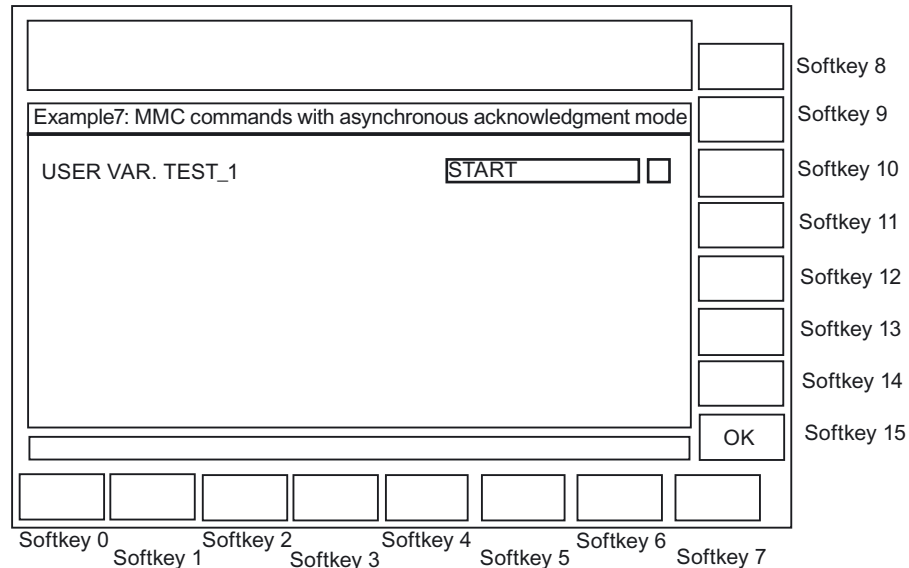 Softkey 8
Example7: MMC commands with asynchronous acknowledgment mode
Softkey 9
USER VAR. TEST_1
START
Softkey 10
Softkey 11
Softkey 12
Softkey 13
Softkey 14
OK
Softkey 15
Softkey 0
Softkey 1
Softkey 2
Softkey 3
Softkey 4
Softkey 5
Softkey 6
Softkey 7